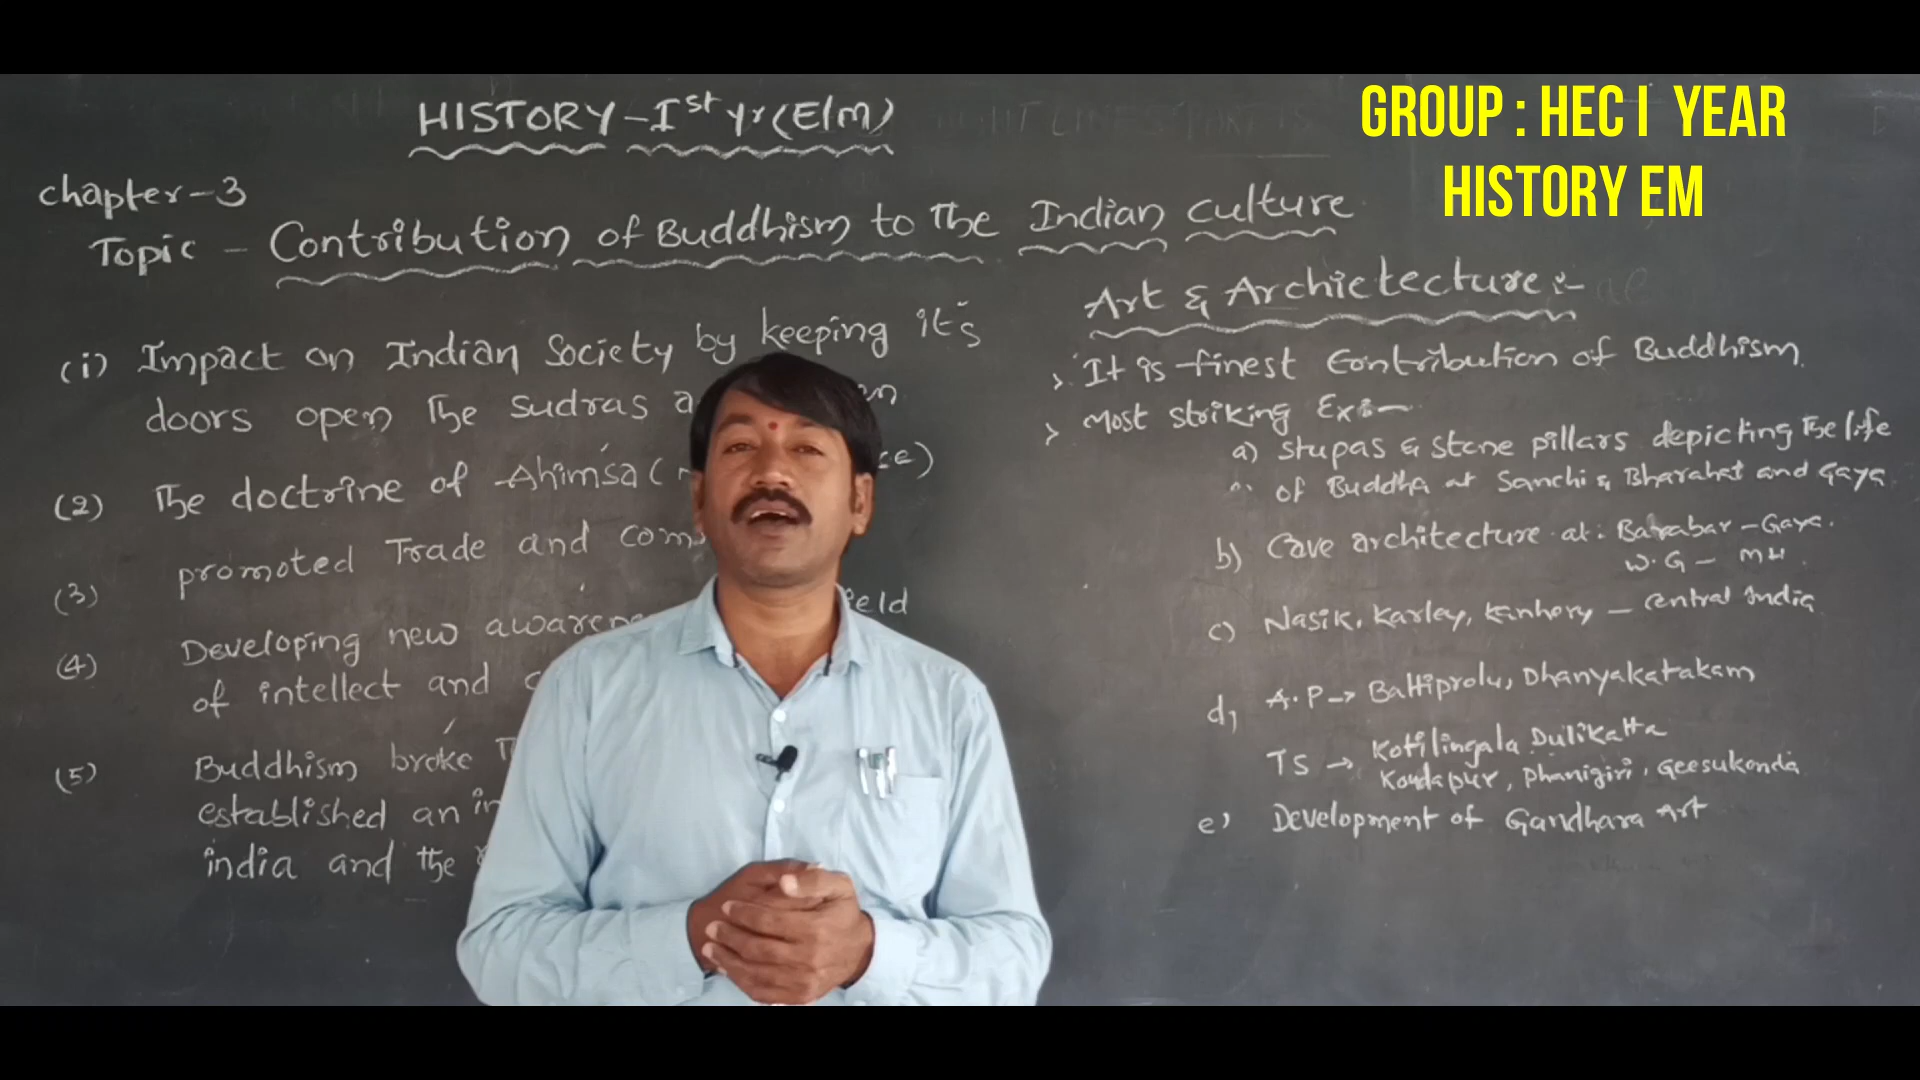 GROUP : HEC I YEAR
HISTORY EM
HISTORY - Ist yr (E/M)
chapter - 3
Topic - Contribution of Buddhism to The Indian culture
(i) Impact on Indian Society by keeping it's
doors open The sudras a
(2) The doctrine of Ahimsa (
(3) promoted Trade and com
(4) Developing new
of intellect and
(5) Buddhism broke
established an in
india and the
Art & Archietecture :-
It is finest contribution of Buddhism
Most striking Ex:-
a) stupas & stone pillars depicting The life
of Buddha at Sanchi & Bharahat and Gaya
b) Cave architecture at: Barabar - Gaya.
W.G - MH
c) Nasik, Karley, Kanhery - central India
d) A.P -> Battiprolu, Dhanyakatakam
TS -> Kotilingala Dulikatta
Kondapur, Phanigiri, Geesukonda
e) Development of Gandhara Art